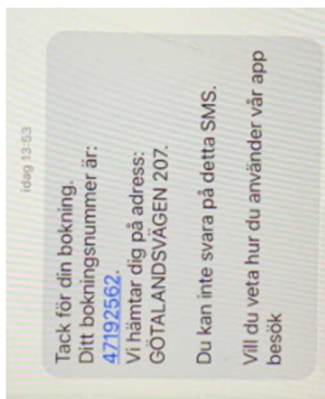 idag 13:53
Tack för din bokning.
Ditt bokningsnummer är:
47192562.
Vi hämtar dig på adress:
GÖTALANDSVÄGEN 207.
Du kan inte svara på detta SMS.
Vill du veta hur du använder vår app
besök